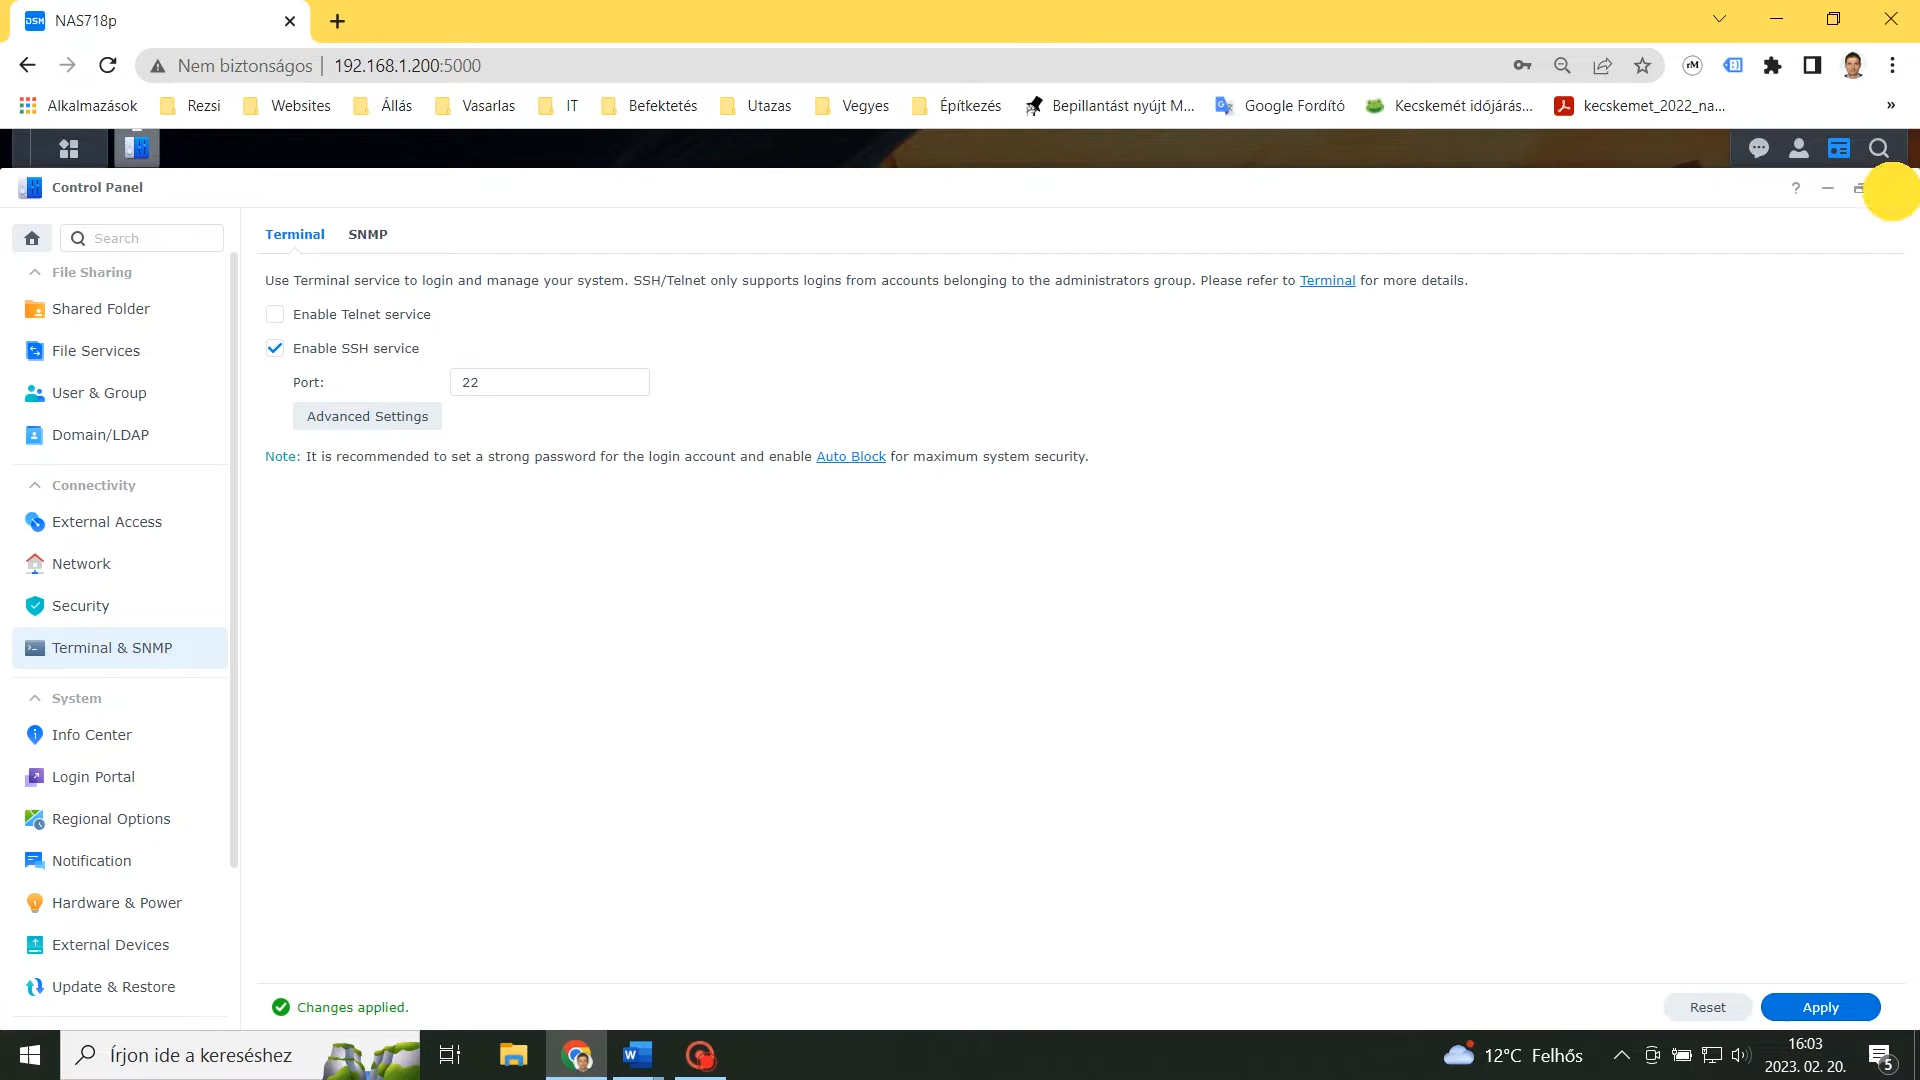 NAS718p
Nem biztonságos | 192.168.1.200:5000
Alkalmazások Rezsi Websites Állás Vasarlas IT Befektetés Utazas Vegyes Építkezés Bepillantást nyújt M... Google Fordító Kecskemét időjárás... kecskemet_2022_na... »
Control Panel
?
Search
File Sharing
Shared Folder
File Services
User & Group
Domain/LDAP
Connectivity
External Access
Network
Security
Terminal & SNMP
System
Info Center
Login Portal
Regional Options
Notification
Hardware & Power
External Devices
Update & Restore
Terminal SNMP
Use Terminal service to login and manage your system. SSH/Telnet only supports logins from accounts belonging to the administrators group. Please refer to Terminal for more details.
Enable Telnet service
Enable SSH service
Port: 22
Advanced Settings
Note: It is recommended to set a strong password for the login account and enable Auto Block for maximum system security.
Changes applied.
Reset Apply
Írjon ide a kereséshez
12°C Felhős
16:03
2023. 02. 20.
5